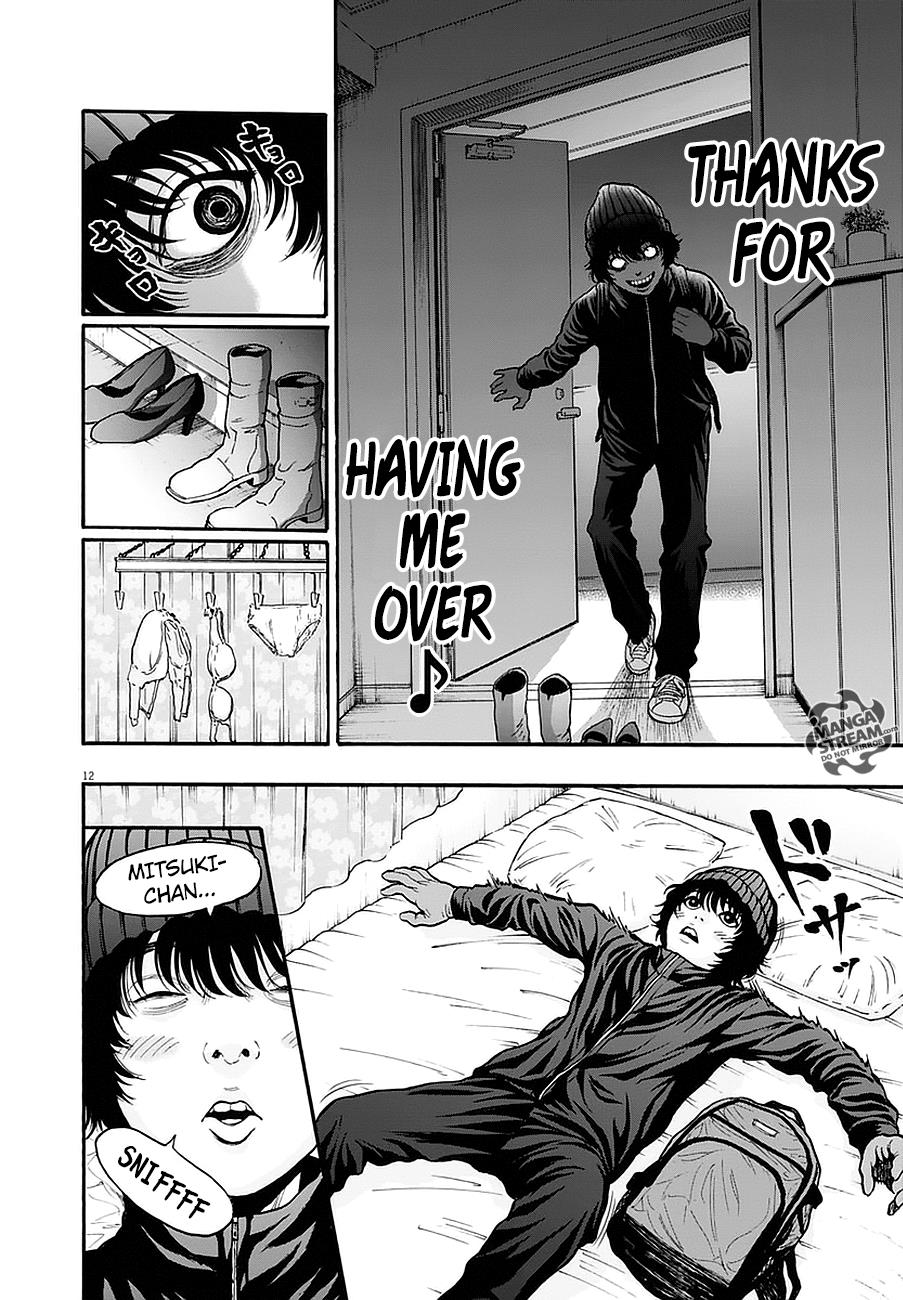 THANKS
FOR
HAVING
ME
OVER
♪
キョロ
キョロ
MANGA
STREAM.com
DO NOT MIRROR
12
ドサッ
MITSUKI-
CHAN...
SNIFFFF